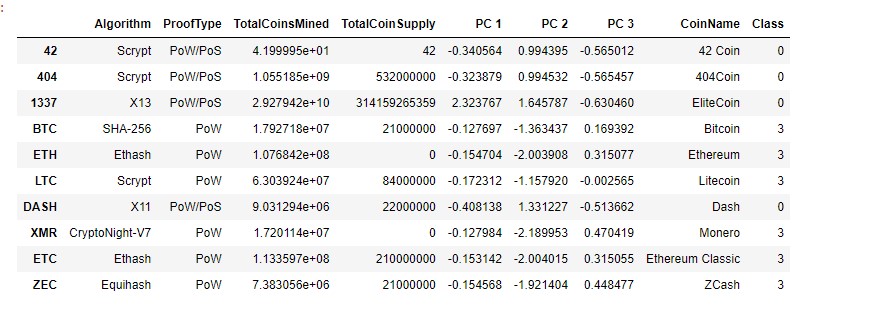 :
Algorithm ProofType TotalCoinsMined TotalCoinSupply PC 1 PC 2 PC 3 CoinName Class
42 Scrypt PoW/PoS 4.199995e+01 42 -0.340564 0.994395 -0.565012 42 Coin 0
404 Scrypt PoW/PoS 1.055185e+09 532000000 -0.323879 0.994532 -0.565457 404Coin 0
1337 X13 PoW/PoS 2.927942e+10 314159265359 2.323767 1.645787 -0.630460 EliteCoin 0
BTC SHA-256 PoW 1.792718e+07 21000000 -0.127697 -1.363437 0.169392 Bitcoin 3
ETH Ethash PoW 1.076842e+08 0 -0.154704 -2.003908 0.315077 Ethereum 3
LTC Scrypt PoW 6.303924e+07 84000000 -0.172312 -1.157920 -0.002565 Litecoin 3
DASH X11 PoW/PoS 9.031294e+06 22000000 -0.408138 1.331227 -0.513662 Dash 0
XMR CryptoNight-V7 PoW 1.720114e+07 0 -0.127984 -2.189953 0.470419 Monero 3
ETC Ethash PoW 1.133597e+08 210000000 -0.153142 -2.004015 0.315055 Ethereum Classic 3
ZEC Equihash PoW 7.383056e+06 21000000 -0.154568 -1.921404 0.448477 ZCash 3